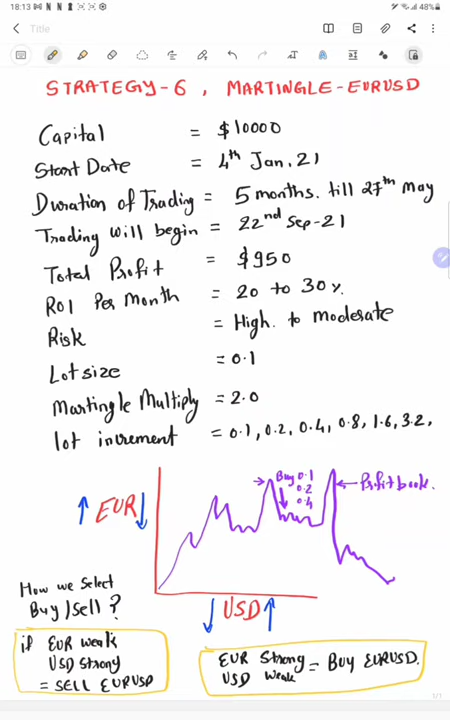 18:13
48%
Title
STRATEGY-6, MARTINGLE-EURUSD
Capital = $10000
Start Date = 4th Jan, 21
Duration of Trading = 5 months. till 27th May
Trading will begin = 22nd Sep-21
Total Profit = $950
ROI Per Month = 20 to 30%.
Risk = High. to moderate
Lot size = 0.1
Martingle Multiply = 2.0
lot increment = 0.1, 0.2, 0.4, 0.8, 1.6, 3.2,
Buy 0.1
0.2
0.4
Profit book.
EUR
USD
How we select
Buy/Sell?
if EUR weak
USD Strong
= SELL EURUSD
EUR Strong = Buy EURUSD.
USD weak
1/1